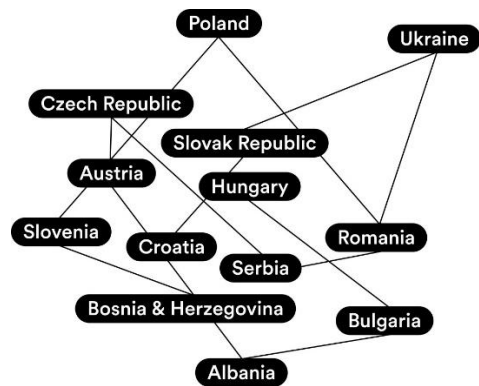 Poland
Ukraine
Czech Republic
Slovak Republic
Austria
Hungary
Slovenia
Croatia
Romania
Serbia
Bosnia & Herzegovina
Bulgaria
Albania